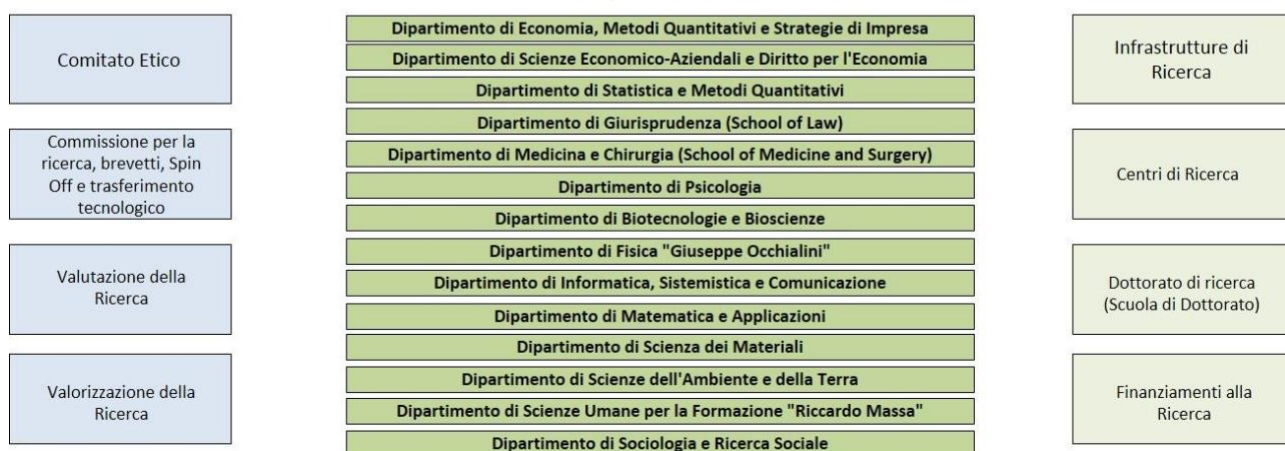 Comitato Etico
Commissione per la
ricerca, brevetti, Spin
Off e trasferimento
tecnologico
Valutazione della
Ricerca
Valorizzazione della
Ricerca
Dipartimento di Economia, Metodi Quantitativi e Strategie di Impresa
Dipartimento di Scienze Economico-Aziendali e Diritto per l'Economia
Dipartimento di Statistica e Metodi Quantitativi
Dipartimento di Giurisprudenza (School of Law)
Dipartimento di Medicina e Chirurgia (School of Medicine and Surgery)
Dipartimento di Psicologia
Dipartimento di Biotecnologie e Bioscienze
Dipartimento di Fisica "Giuseppe Occhialini"
Dipartimento di Informatica, Sistemistica e Comunicazione
Dipartimento di Matematica e Applicazioni
Dipartimento di Scienza dei Materiali
Dipartimento di Scienze dell'Ambiente e della Terra
Dipartimento di Scienze Umane per la Formazione "Riccardo Massa"
Dipartimento di Sociologia e Ricerca Sociale
Infrastrutture di
Ricerca
Centri di Ricerca
Dottorato di ricerca
(Scuola di Dottorato)
Finanziamenti alla
Ricerca